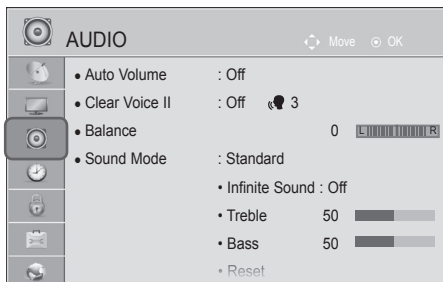 AUDIO Move OK
• Auto Volume : Off
• Clear Voice II : Off 3
• Balance 0 L R
• Sound Mode : Standard
• Infinite Sound : Off
• Treble 50
• Bass 50
• Reset